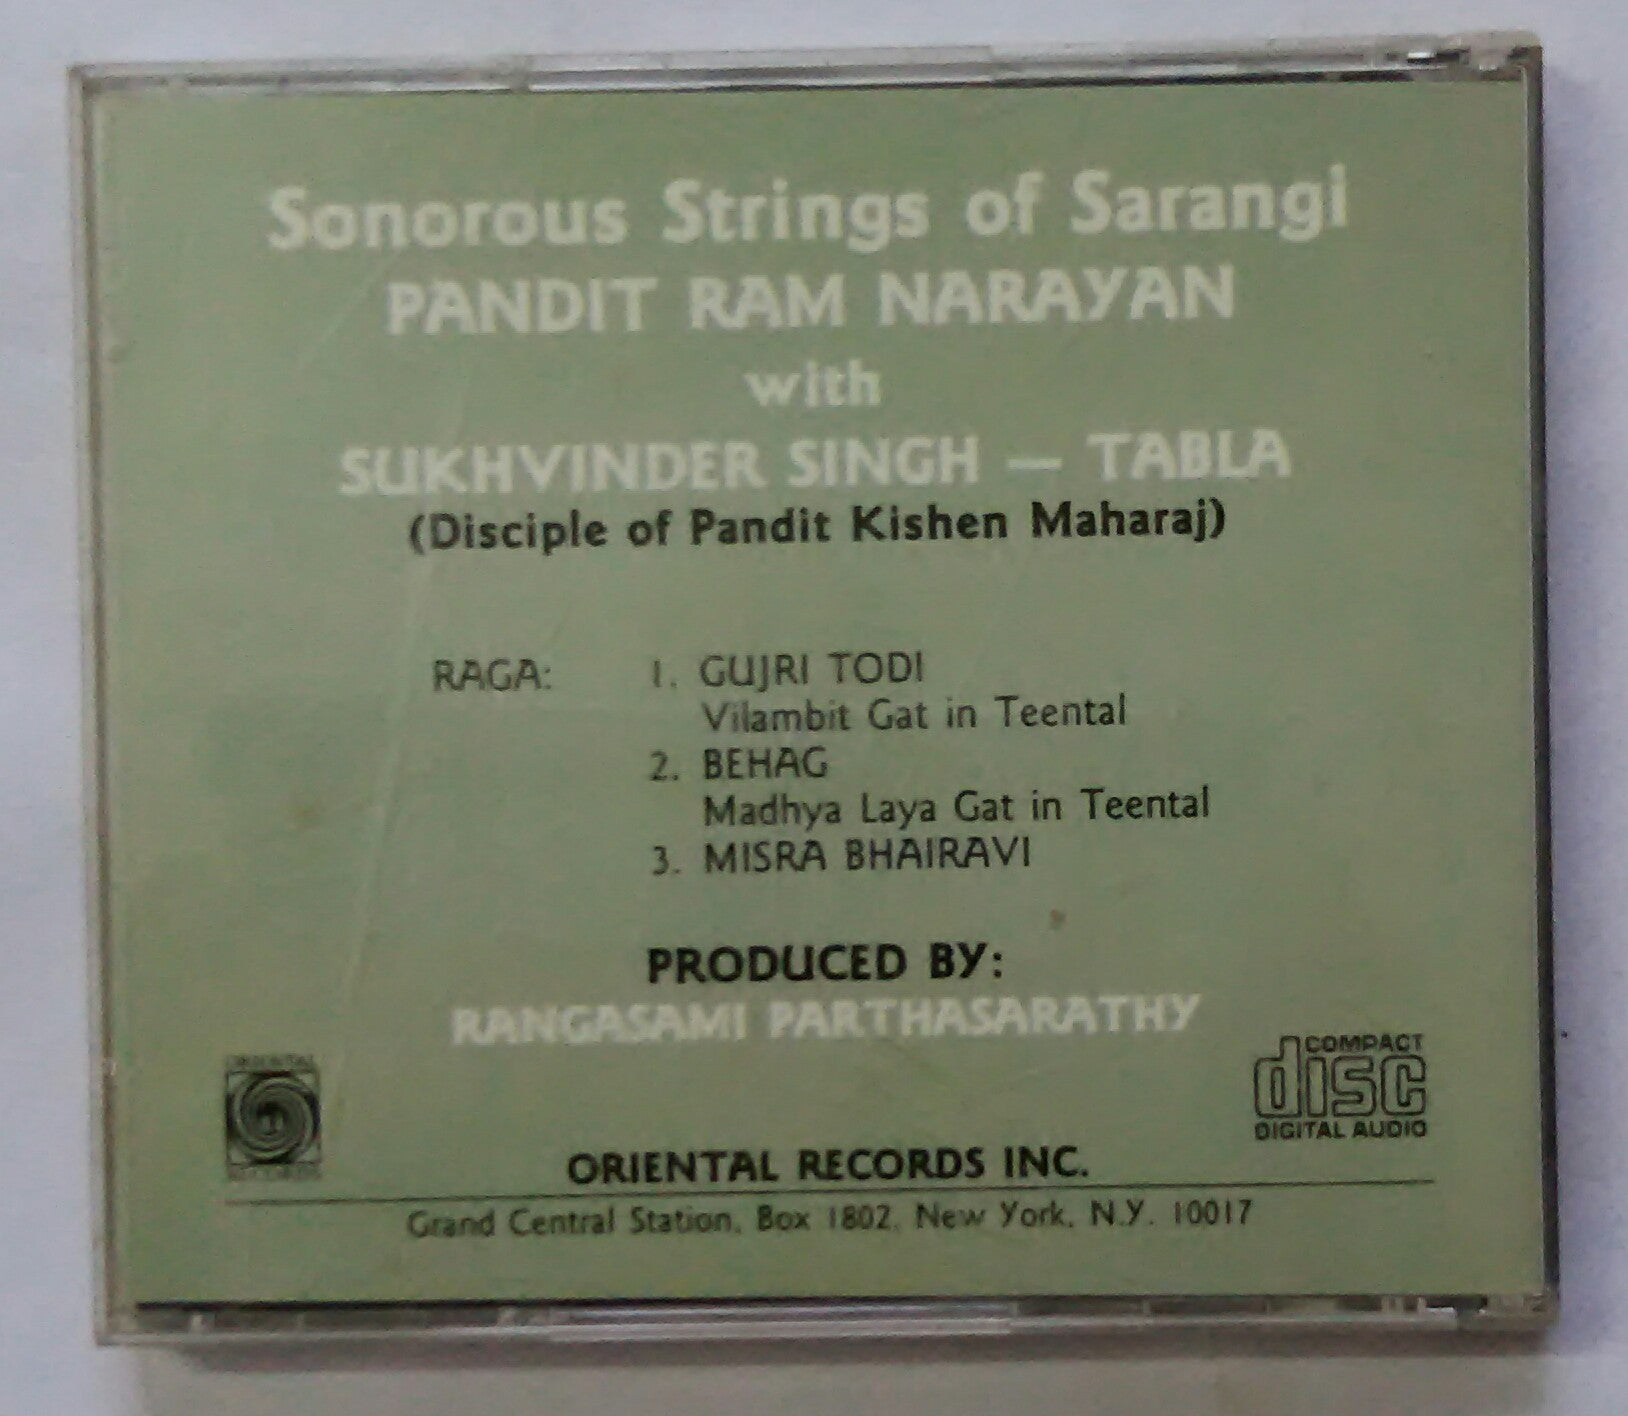 Sonorous Strings of Sarangi
PANDIT RAM NARAYAN
with
SUKHVINDER SINGH — TABLA
(Disciple of Pandit Kishen Maharaj)
RAGA: 1. GUJRI TODI
Vilambit Gat in Teental
2. BEHAG
Madhya Laya Gat in Teental
3. MISRA BHAIRAVI
PRODUCED BY:
RANGASAMI PARTHASARATHY
ORIENTAL
RECORDS
COMPACT
disc
DIGITAL AUDIO
ORIENTAL RECORDS INC.
Grand Central Station, Box 1802, New York, N.Y. 10017